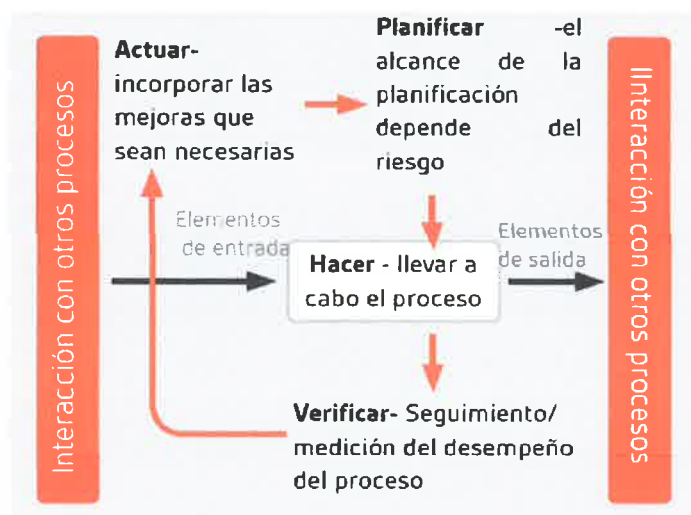 Interacción con otros procesos
Actuar-
incorporar las
mejoras que
sean necesarias
Planificar -el
alcance de la
planificación
depende del
riesgo
Elementos
de entrada
Hacer - llevar a
cabo el proceso
Elementos
de salida
Verificar- Seguimiento/
medición del desempeño
del proceso
IInteracción con otros procesos